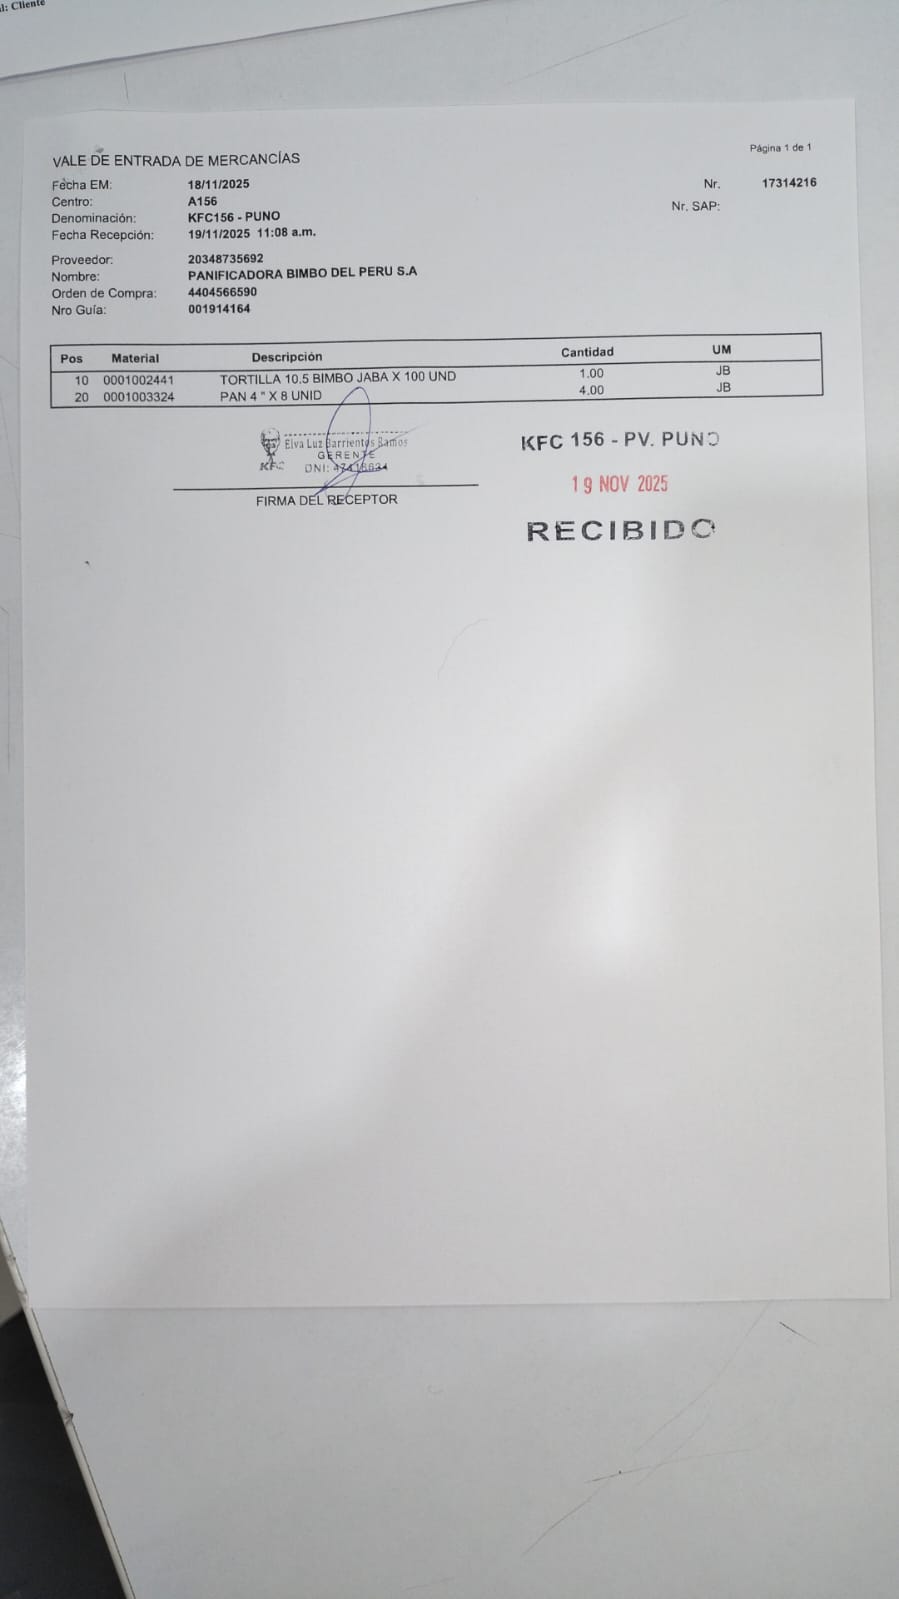 al: Cliente
Página 1 de 1
VALE DE ENTRADA DE MERCANCÍAS
Fecha EM: 18/11/2025 Nr. 17314216
Centro: A156
Nr. SAP:
Denominación: KFC156 - PUNO
Fecha Recepción: 19/11/2025 11:08 a.m.
Proveedor: 20348735692
Nombre: PANIFICADORA BIMBO DEL PERU S.A
Orden de Compra: 4404566590
Nro Guía: 001914164
Pos Material Descripción Cantidad UM
10 0001002441 TORTILLA 10.5 BIMBO JABA X 100 UND 1.00 JB
20 0001003324 PAN 4 " X 8 UNID 4.00 JB
Elva Luz Barrientos Ramos
GERENTE
KFC DNI:
FIRMA DEL RECEPTOR
KFC 156 - PV. PUNO
19 NOV 2025
RECIBIDO